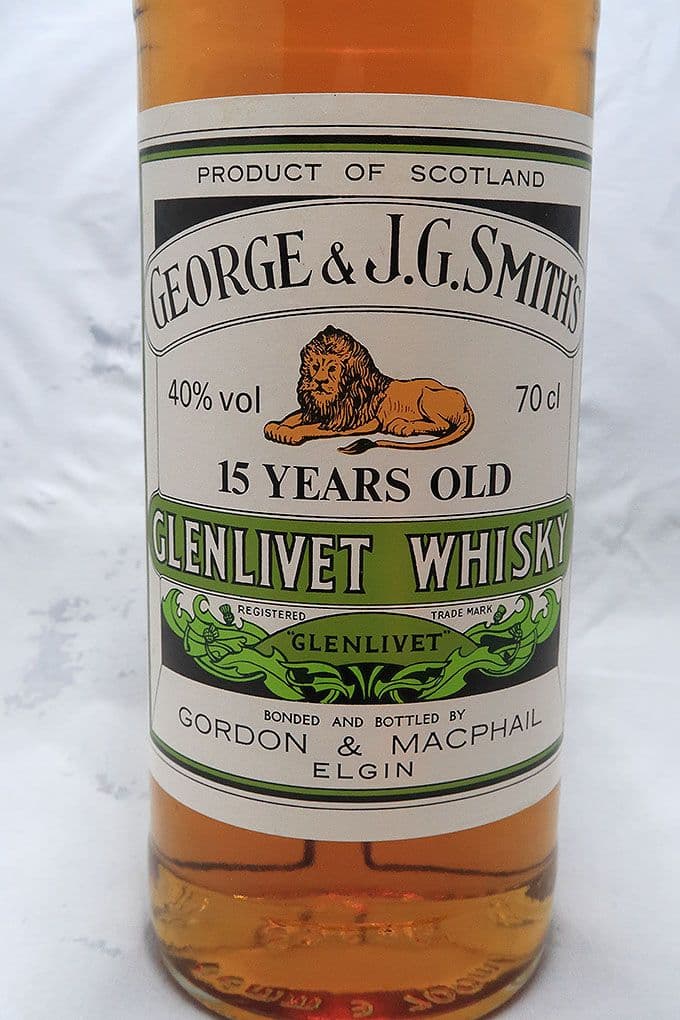 PRODUCT OF SCOTLAND
GEORGE & J.G. SMITH'S
40% vol
70 cl
15 YEARS OLD
GLENLIVET WHISKY
REGISTERED TRADE MARK
"GLENLIVET"
BONDED AND BOTTLED BY
GORDON & MACPHAIL
ELGIN